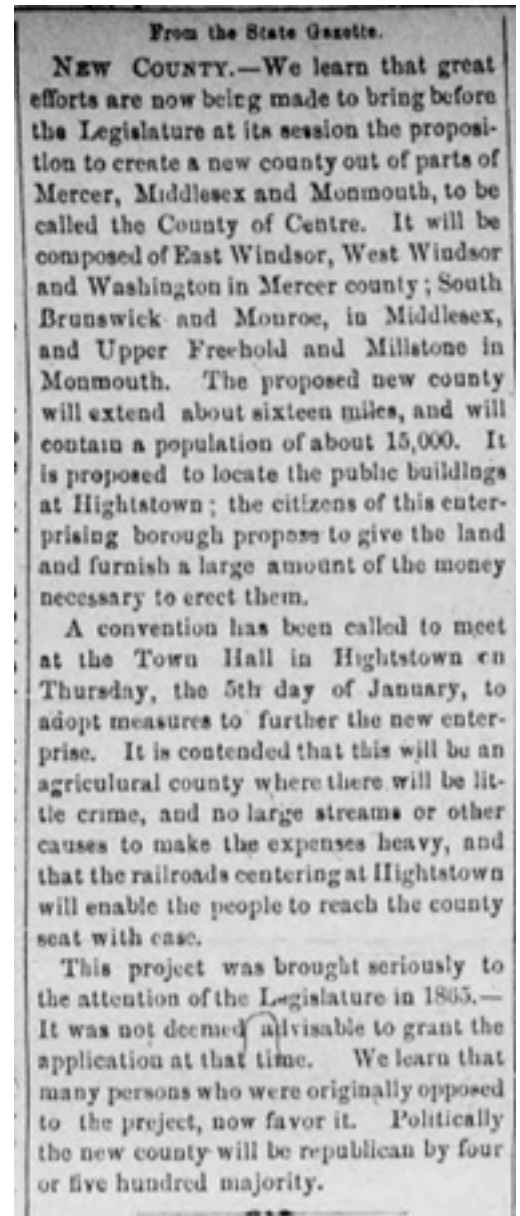 From the State Gazette.
NEW COUNTY.—We learn that great
efforts are now being made to bring before
the Legislature at its session the proposi-
tion to create a new county out of parts of
Mercer, Middlesex and Monmouth, to be
called the County of Centre. It will be
composed of East Windsor, West Windsor
and Washington in Mercer county; South
Brunswick and Monroe, in Middlesex,
and Upper Freehold and Millstone in
Monmouth. The proposed new county
will extend about sixteen miles, and will
contain a population of about 15,000. It
is proposed to locate the public buildings
at Hightstown; the citizens of this enter-
prising borough propose to give the land
and furnish a large amount of the money
necessary to erect them.
A convention has been called to meet
at the Town Hall in Hightstown on
Thursday, the 5th day of January, to
adopt measures to further the new enter-
prise. It is contended that this will be an
agriculural county where there will be lit-
tle crime, and no large streams or other
causes to make the expenses heavy, and
that the railroads centering at Hightstown
will enable the people to reach the county
seat with ease.
This project was brought seriously to
the attention of the Legislature in 1865.—
It was not deemed advisable to grant the
application at that time. We learn that
many persons who were originally opposed
to the preject, now favor it. Politically
the new county will be republican by four
or five hundred majority.